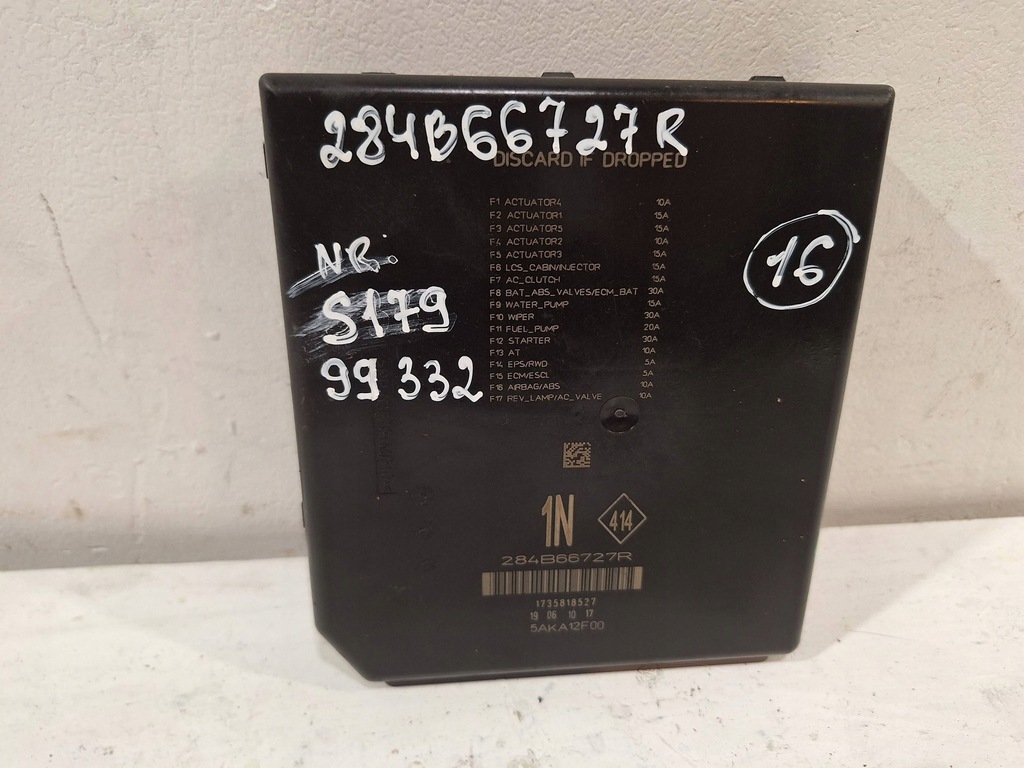 284B66727R
DISCARD IF DROPPED
F1 ACTUATOR4 10A
F2 ACTUATOR1 15A
F3 ACTUATOR5 15A
F4 ACTUATOR2 10A
F5 ACTUATOR3 15A
F6 LCS_CABIN/INJECTOR 15A
F7 AC_CLUTCH 15A
F8 BAT_ABS_VALVES/ECM_BAT 30A
F9 WATER_PUMP 15A
F10 WIPER 30A
F11 FUEL_PUMP 20A
F12 STARTER 30A
F13 AT 10A
F14 EPS/RWD 5A
F15 ECM/ESCL 5A
F16 AIRBAG/ABS 10A
F17 REV_LAMP/AC_VALVE 10A
NR.
S179
99 332
16
1N
414
284B66727R
1735818527
19 06 10 17
5AKA12F00